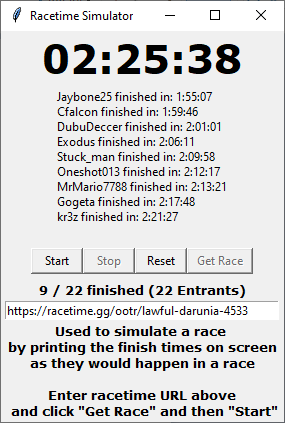 Racetime Simulator
02:25:38
Jaybone25 finished in: 1:55:07
Cfalcon finished in: 1:59:46
DubuDeccer finished in: 2:01:01
Exodus finished in: 2:06:11
Stuck_man finished in: 2:09:58
Oneshot013 finished in: 2:12:17
MrMario7788 finished in: 2:13:21
Gogeta finished in: 2:17:48
kr3z finished in: 2:21:27
Start Stop Reset Get Race
9 / 22 finished (22 Entrants)
https://racetime.gg/ootr/lawful-darunia-4533
Used to simulate a race
by printing the finish times on screen
as they would happen in a race
Enter racetime URL above
and click "Get Race" and then "Start"